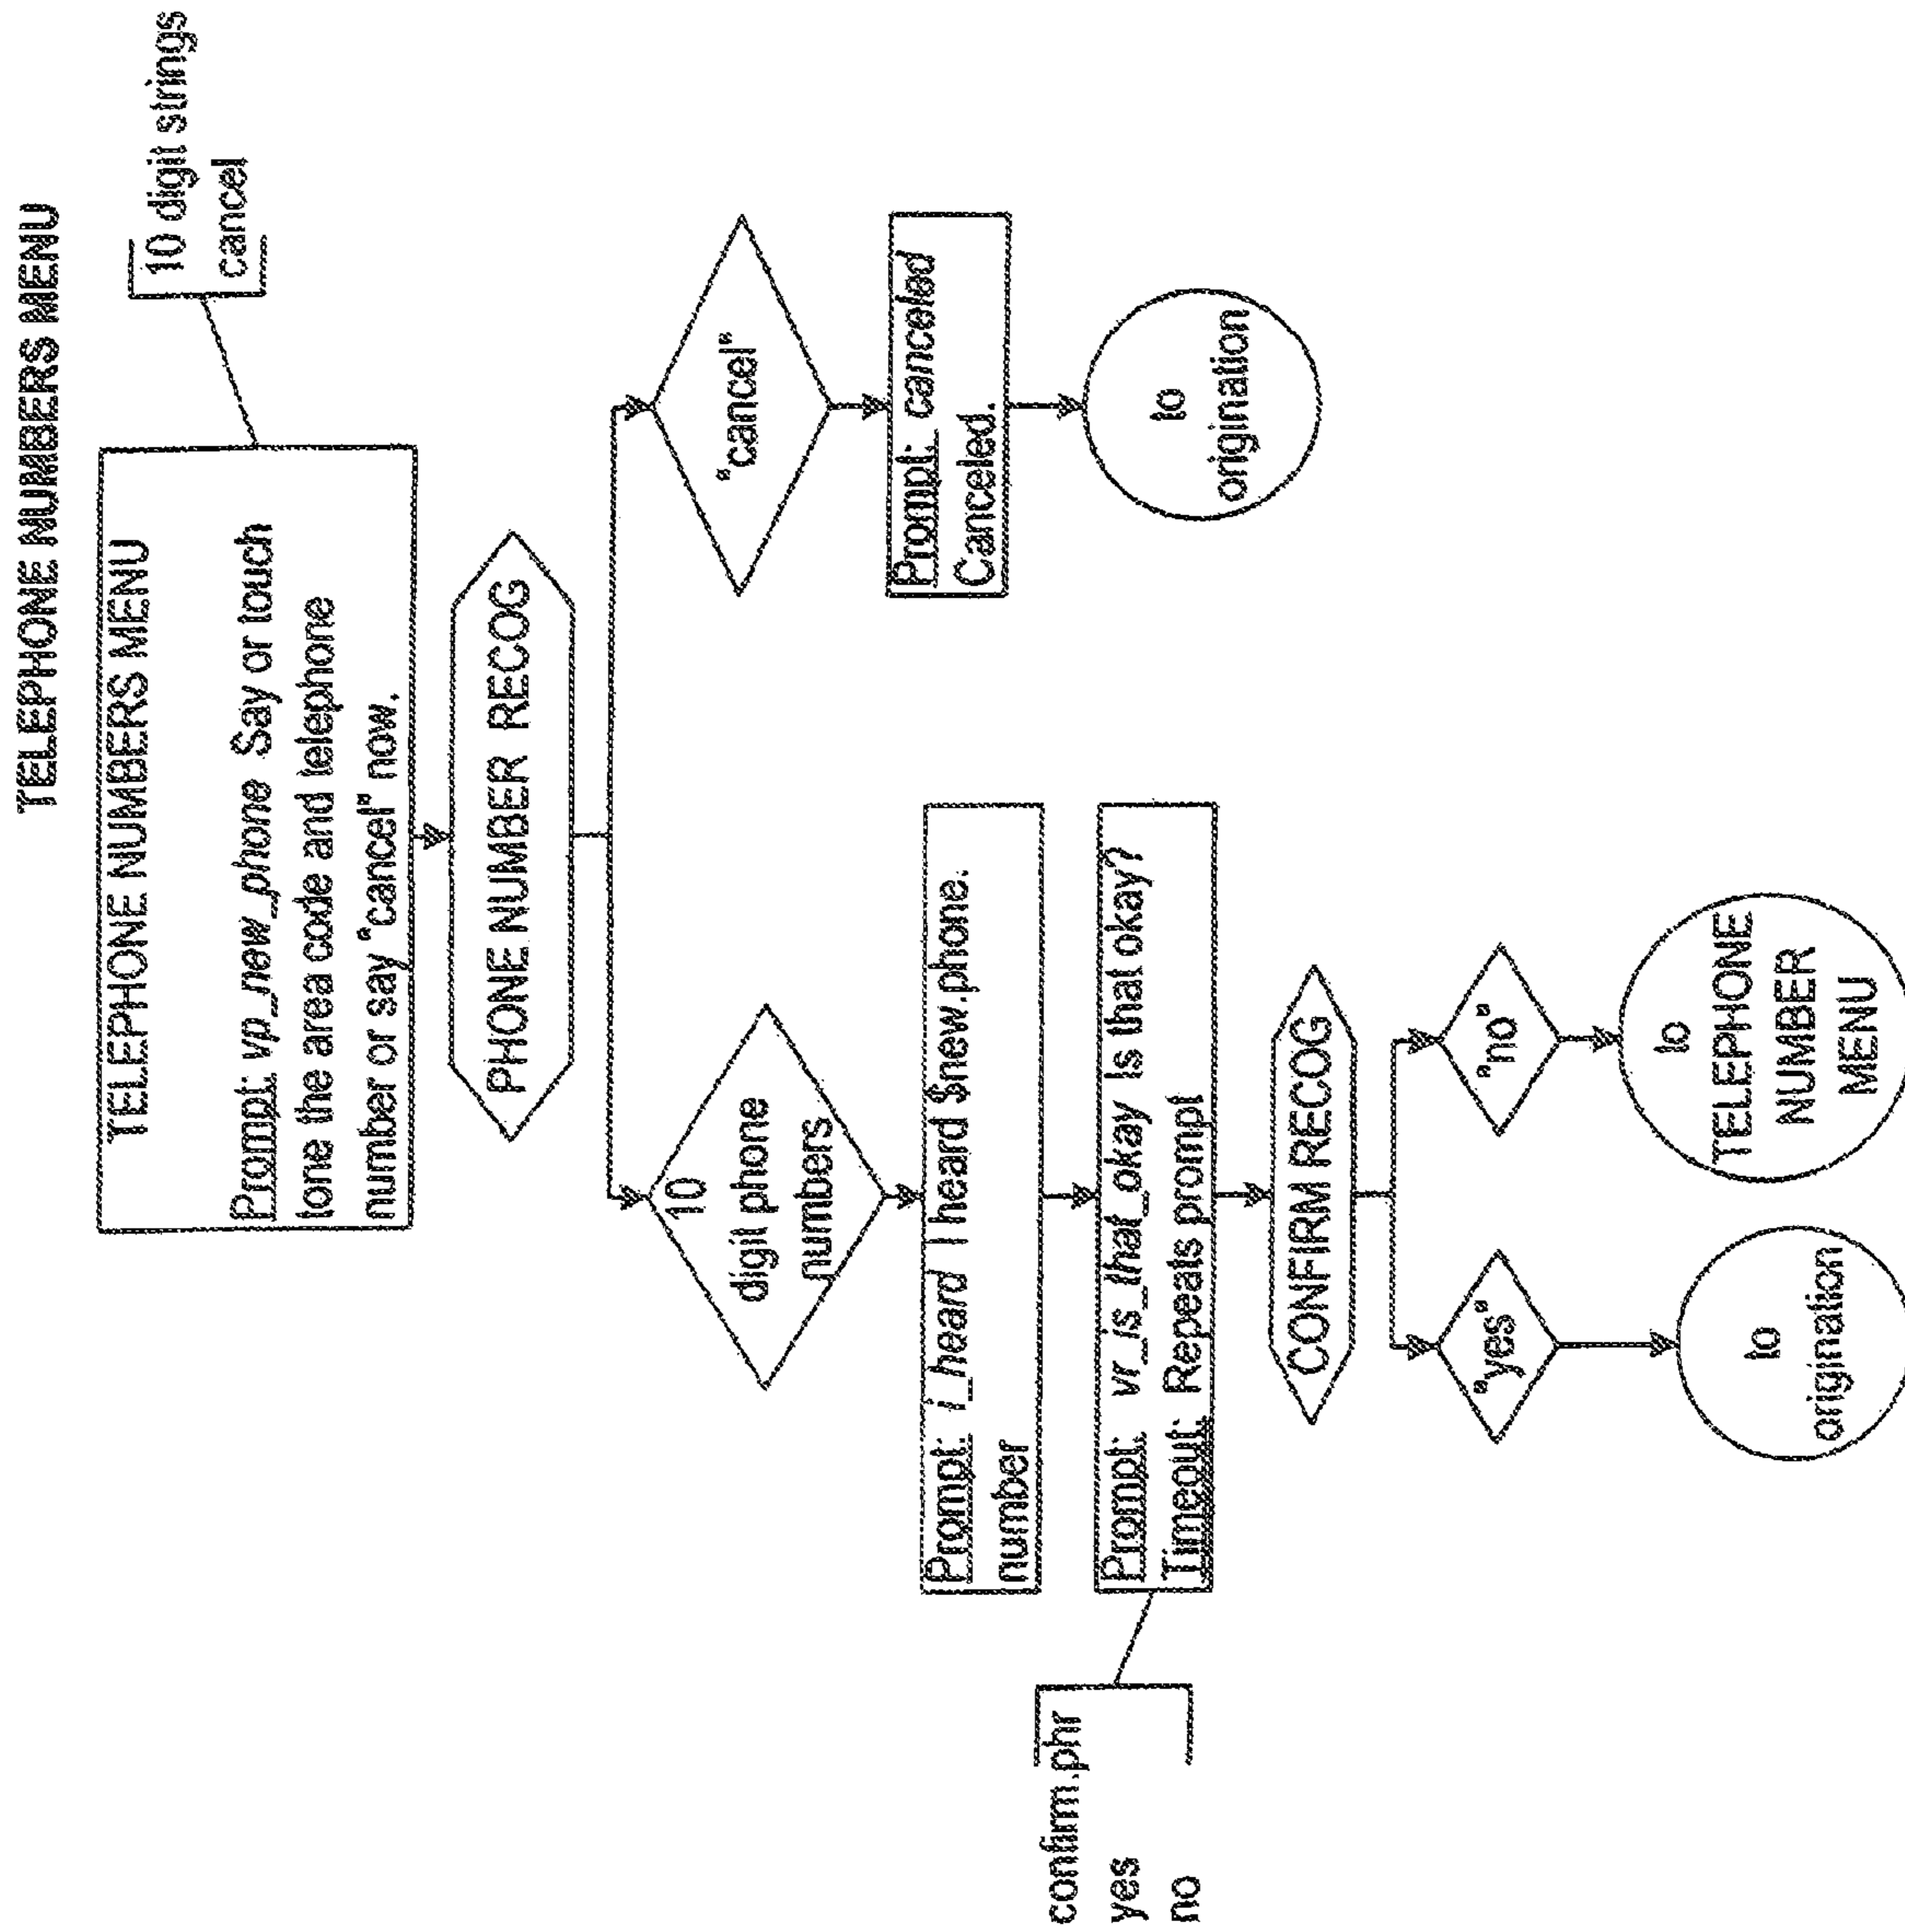 TELEPHONE NUMBERS MENU
TELEPHONE NUMBERS MENU
Prompt: vp_new_phone Say or touch
tone the area code and telephone
number or say "cancel" now.
10 digit strings
cancel
PHONE NUMBER RECOG
10
digit phone
numbers
"cancel"
Prompt: canceled
Canceled.
to
origination
Prompt: i_heard I heard $new.phone.
number
Prompt: vr_is_that_okay Is that okay?
Timeout: Repeats prompt
confirm.phr
yes
no
CONFIRM RECOG
"yes"
"no"
to
origination
to
TELEPHONE
NUMBER
MENU